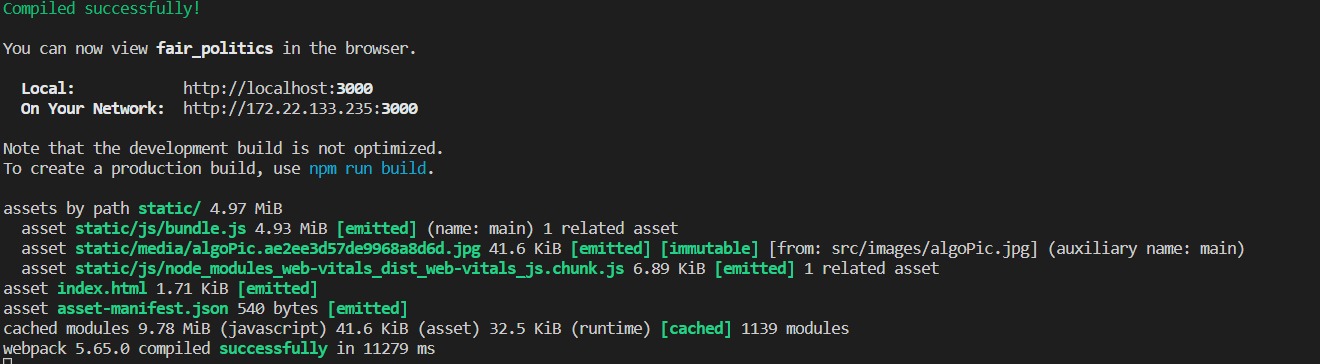 Compiled successfully!
You can now view fair_politics in the browser.
Local: http://localhost:3000
On Your Network: http://172.22.133.235:3000
Note that the development build is not optimized.
To create a production build, use npm run build.
assets by path static/ 4.97 MiB
asset static/js/bundle.js 4.93 MiB [emitted] (name: main) 1 related asset
asset static/media/algoPic.ae2ee3d57de9968a8d6d.jpg 41.6 KiB [emitted] [immutable] [from: src/images/algoPic.jpg] (auxiliary name: main)
asset static/js/node_modules_web-vitals_dist_web-vitals_js.chunk.js 6.89 KiB [emitted] 1 related asset
asset index.html 1.71 KiB [emitted]
asset asset-manifest.json 540 bytes [emitted]
cached modules 9.78 MiB (javascript) 41.6 KiB (asset) 32.5 KiB (runtime) [cached] 1139 modules
webpack 5.65.0 compiled successfully in 11279 ms